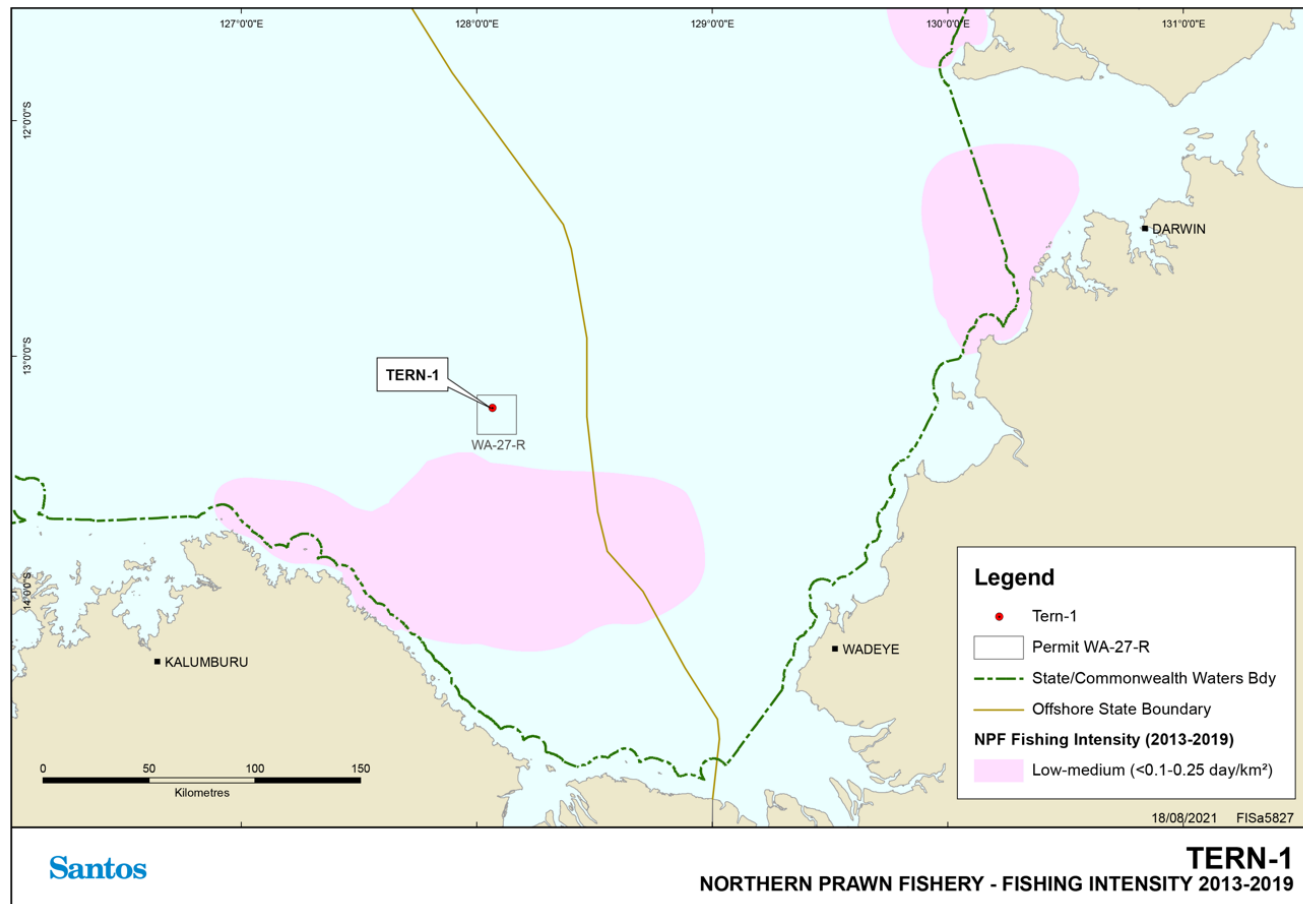 127°0'0"E
128°0'0"E
129°0'0"E
130°0'0"E
131°0'0"E
12°0'0"S
13°0'0"S
14°0'0"S
DARWIN
TERN-1
WA-27-R
KALUMBURU
WADEYE
0 50 100 150
Kilometres
Legend
Tern-1
Permit WA-27-R
State/Commonwealth Waters Bdy
Offshore State Boundary
NPF Fishing Intensity (2013-2019)
Low-medium (<0.1-0.25 day/km²)
18/08/2021 FISa5827
Santos
TERN-1
NORTHERN PRAWN FISHERY - FISHING INTENSITY 2013-2019